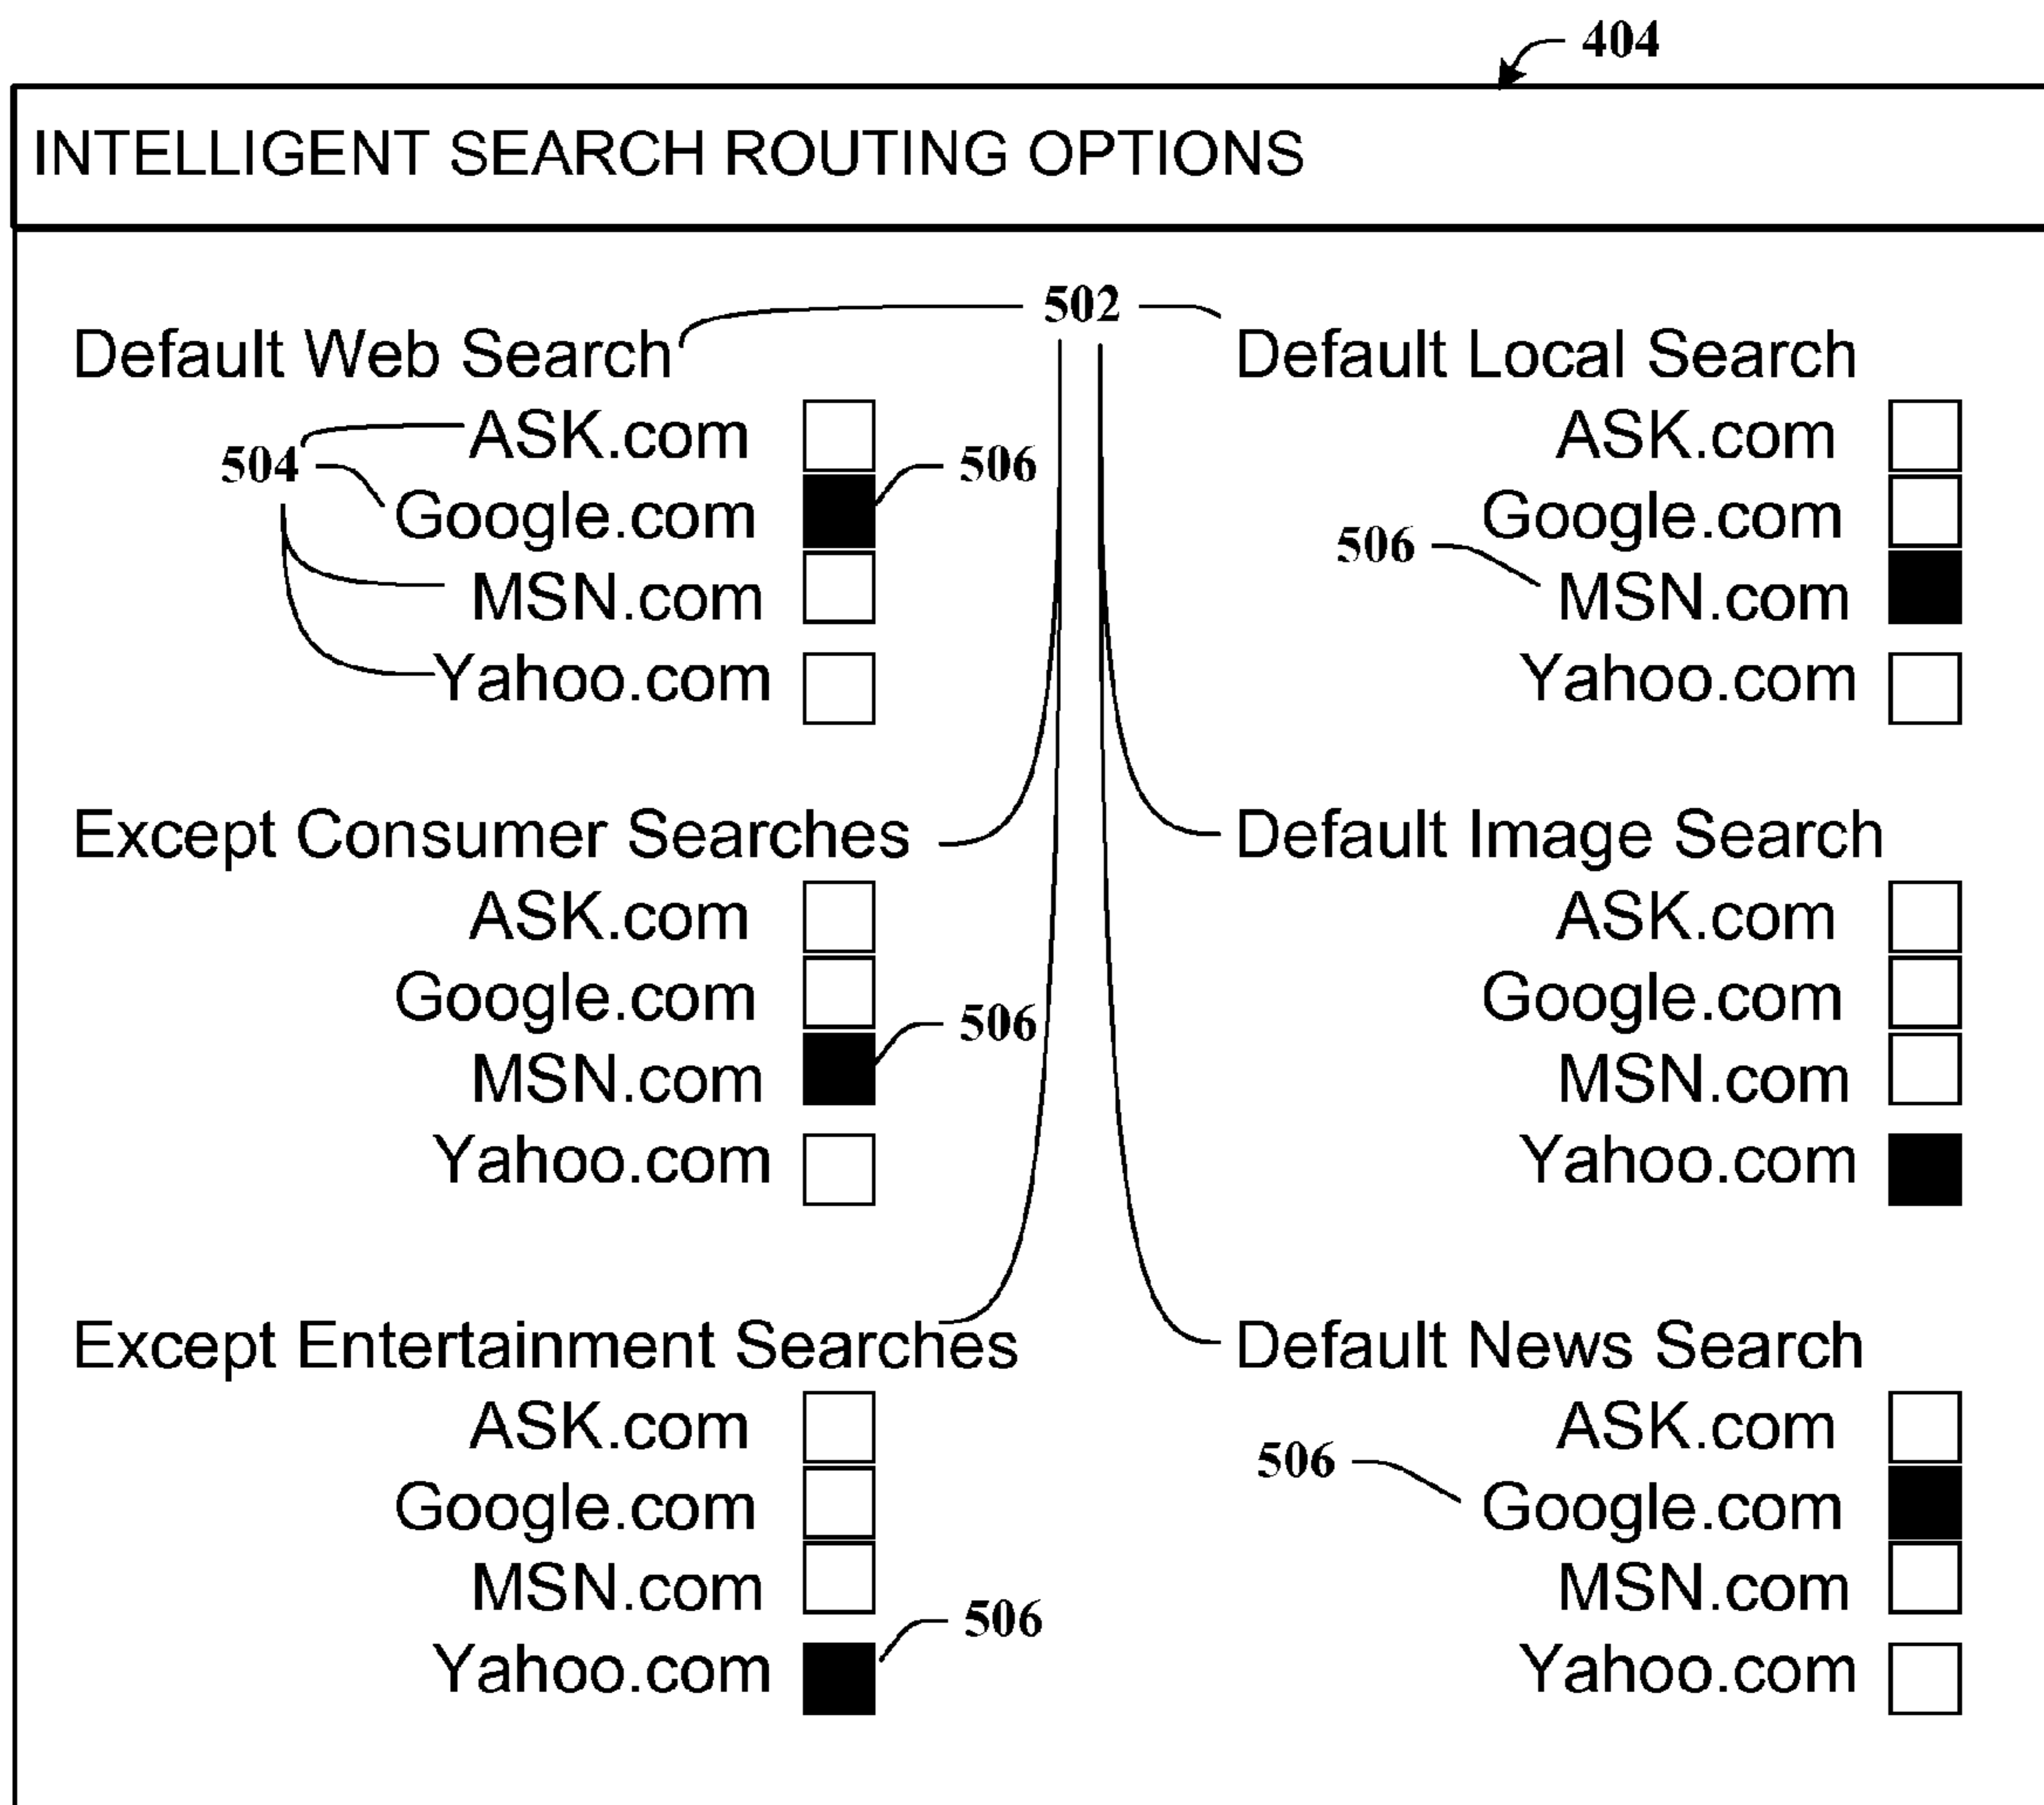 404
INTELLIGENT SEARCH ROUTING OPTIONS
502
Default Web Search
ASK.com
504
506
Google.com
MSN.com
Yahoo.com
Default Local Search
ASK.com
Google.com
506
MSN.com
Yahoo.com
Except Consumer Searches
ASK.com
Google.com
506
MSN.com
Yahoo.com
Default Image Search
ASK.com
Google.com
MSN.com
Yahoo.com
Except Entertainment Searches
ASK.com
Google.com
MSN.com
506
Yahoo.com
Default News Search
ASK.com
506
Google.com
MSN.com
Yahoo.com